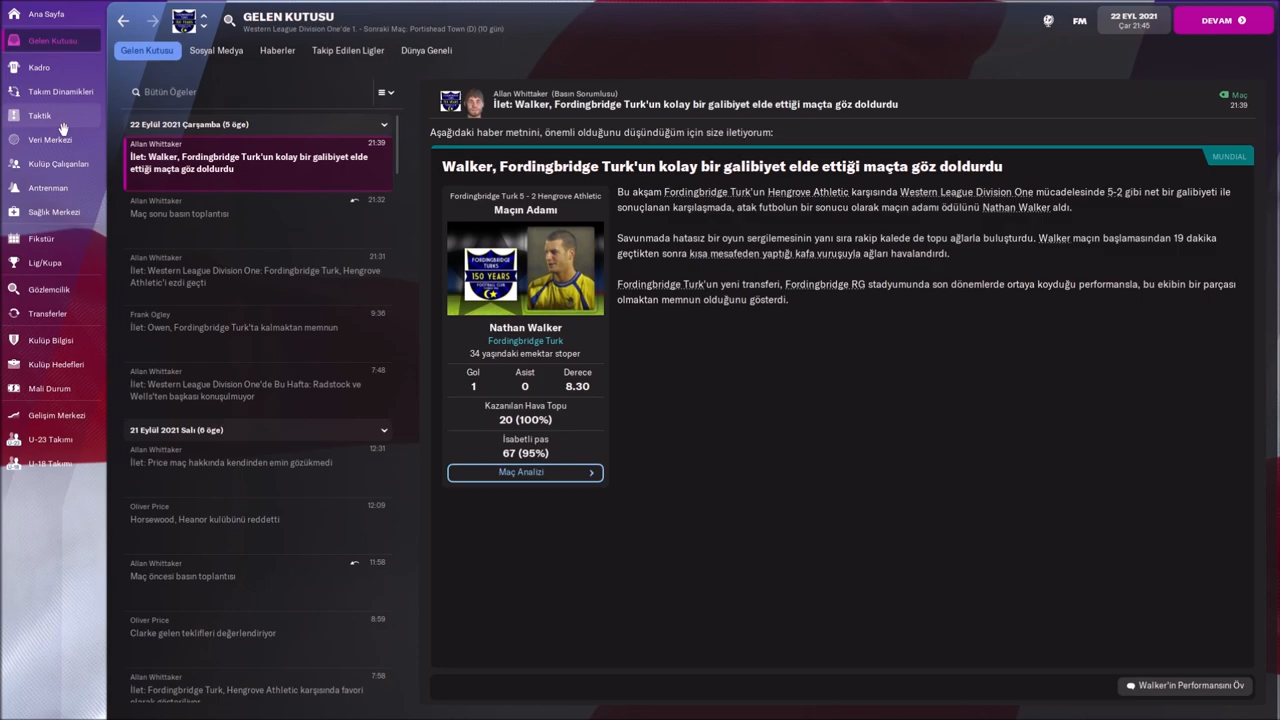 Ana Sayfa
Gelen Kutusu
Kadro
Takım Dinamikleri
Taktik
Veri Merkezi
Kulüp Çalışanları
Antrenman
Sağlık Merkezi
Fikstür
Lig/Kupa
Gözlemcilik
Transferler
Kulüp Bilgisi
Kulüp Hedefleri
Mali Durum
Gelişim Merkezi
U-23 Takımı
U-18 Takımı
GELEN KUTUSU
Western League Division One'de 1. - Sonraki Maç: Portishead Town (D) (10 gün)
FM
22 EYL 2021
Çar 21:45
DEVAM
Gelen Kutusu
Sosyal Medya
Haberler
Takip Edilen Ligler
Dünya Geneli
Bütün Ögeler
22 Eylül 2021 Çarşamba (5 öge)
Allan Whittaker 21:39
İlet: Walker, Fordingbridge Turk'un kolay bir galibiyet elde
ettiği maçta göz doldurdu
Allan Whittaker 21:32
Maç sonu basın toplantısı
Allan Whittaker 21:31
İlet: Western League Division One: Fordingbridge Turk, Hengrove
Athletic'i ezdi geçti
Frank Ogley 9:36
İlet: Owen, Fordingbridge Turk'ta kalmaktan memnun
Allan Whittaker 7:48
İlet: Western League Division One'de Bu Hafta: Radstock ve
Wells'ten başkası konuşulmuyor
21 Eylül 2021 Salı (6 öge)
Allan Whittaker 12:31
İlet: Price maç hakkında kendinden emin gözükmedi
Oliver Price 12:09
Horsewood, Heanor kulübünü reddetti
Allan Whittaker 11:58
Maç öncesi basın toplantısı
Oliver Price 8:59
Clarke gelen teklifleri değerlendiriyor
Allan Whittaker 7:58
İlet: Fordingbridge Turk, Hengrove Athletic karşısında favori
olarak gösteriliyor
Allan Whittaker (Basın Sorumlusu)
İlet: Walker, Fordingbridge Turk'un kolay bir galibiyet elde ettiği maçta göz doldurdu
Maç
21:39
Aşağıdaki haber metnini, önemli olduğunu düşündüğüm için size iletiyorum:
MUNDIAL
Walker, Fordingbridge Turk'un kolay bir galibiyet elde ettiği maçta göz doldurdu
Fordingbridge Turk 5 - 2 Hengrove Athletic
Maçın Adamı
FORDINGBRIDGE
TURKS
150 YEARS
FOOTBALL CLUB
Nathan Walker
Fordingbridge Turk
34 yaşındaki emektar stoper
Gol Asist Derece
1 0 8.30
Kazanılan Hava Topu
20 (100%)
İsabetli pas
67 (95%)
Maç Analizi
Bu akşam Fordingbridge Turk'un Hengrove Athletic karşısında Western League Division One mücadelesinde 5-2 gibi net bir galibiyeti ile
sonuçlanan karşılaşmada, atak futbolun bir sonucu olarak maçın adamı ödülünü Nathan Walker aldı.
Savunmada hatasız bir oyun sergilemesinin yanı sıra rakip kalede de topu ağlarla buluşturdu. Walker maçın başlamasından 19 dakika
geçtikten sonra kısa mesafeden yaptığı kafa vuruşuyla ağları havalandırdı.
Fordingbridge Turk'un yeni transferi, Fordingbridge RG stadyumunda son dönemlerde ortaya koyduğu performansla, bu ekibin bir parçası
olmaktan memnun olduğunu gösterdi.
Walker'in Performansını Öv